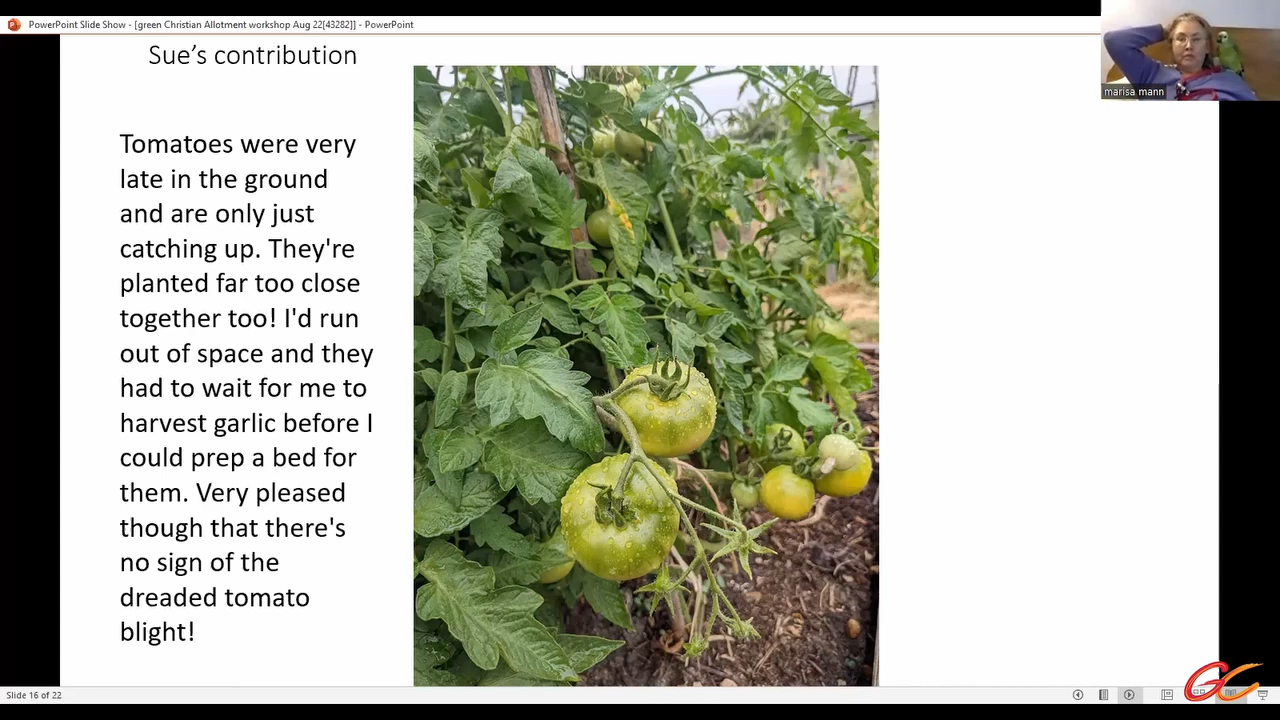 PowerPoint Slide Show - [green Christian Allotment workshop Aug 22[43282]] - PowerPoint
Sue's contribution
marisa mann
Tomatoes were very
late in the ground
and are only just
catching up. They're
planted far too close
together too! I'd run
out of space and they
had to wait for me to
harvest garlic before I
could prep a bed for
them. Very pleased
though that there's
no sign of the
dreaded tomato
blight!
Slide 16 of 22
GC